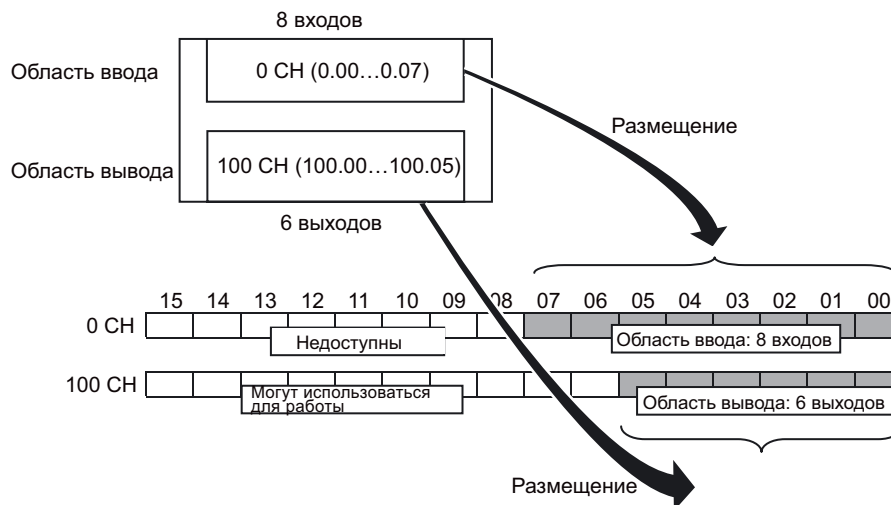 8 входов
Область ввода
0 CH (0.00…0.07)
Размещение
Область вывода
100 CH (100.00…100.05)
6 выходов
15 14 13 12 11 10 09 08 07 06 05 04 03 02 01 00
0 CH
Недоступны
Область ввода: 8 входов
100 CH
Могут использоваться
для работы
Область вывода: 6 выходов
Размещение